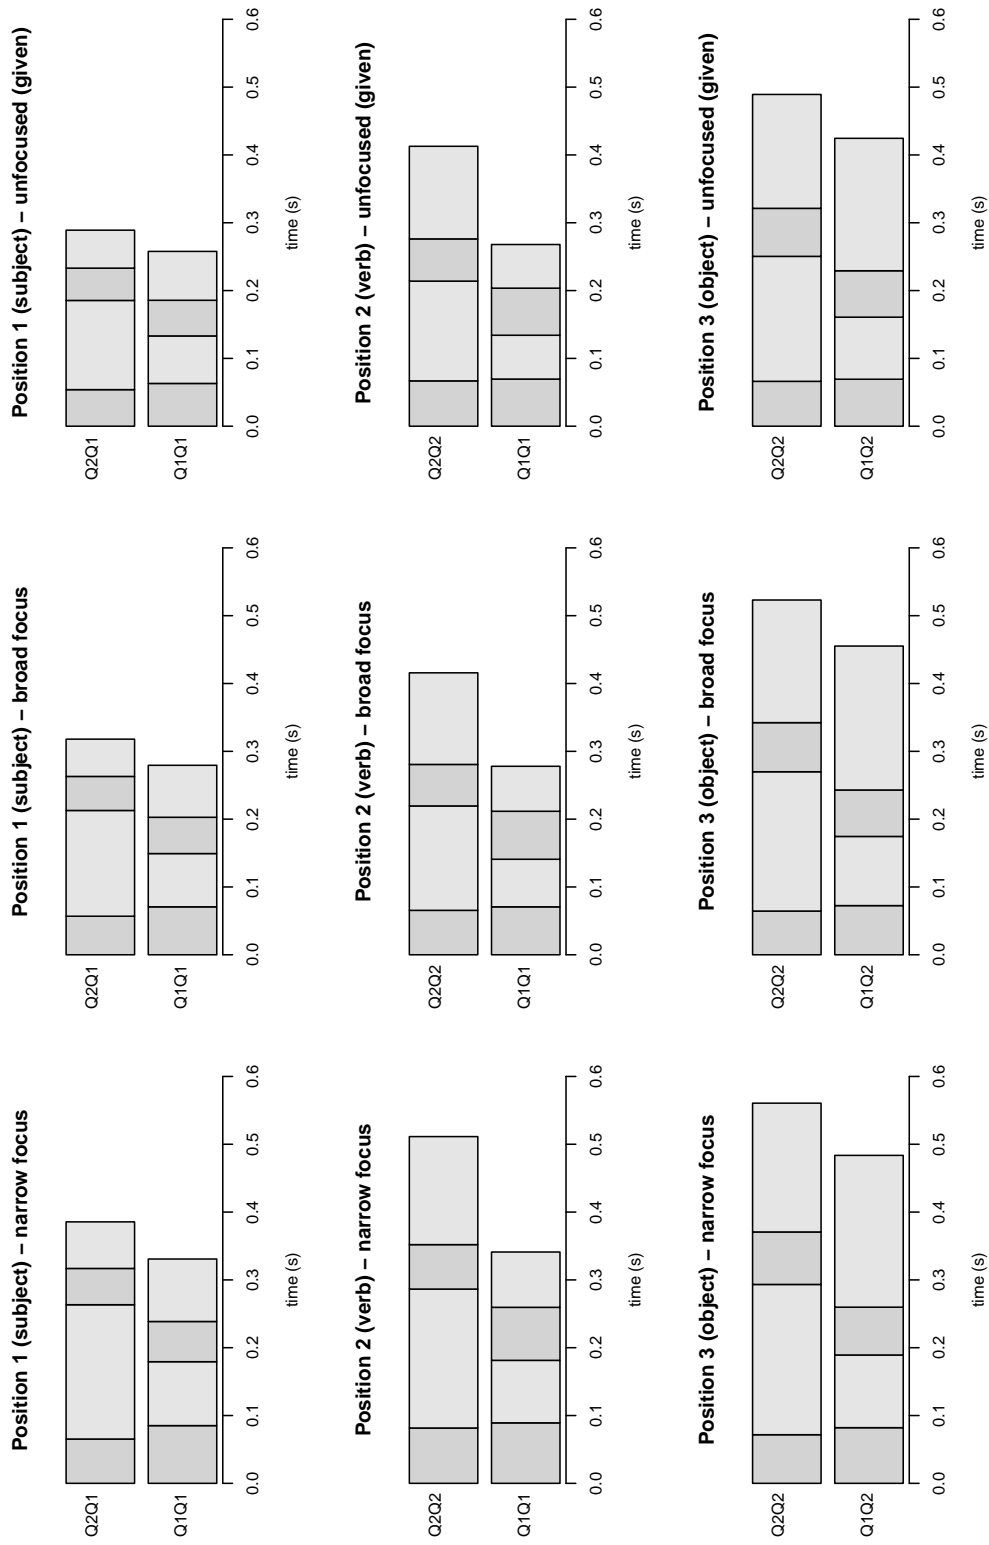 Position 1 (subject) – narrow focus
Q2Q1
Q1Q1
0.0 0.1 0.2 0.3 0.4 0.5 0.6
time (s)
Position 1 (subject) – broad focus
Q2Q1
Q1Q1
0.0 0.1 0.2 0.3 0.4 0.5 0.6
time (s)
Position 1 (subject) – unfocused (given)
Q2Q1
Q1Q1
0.0 0.1 0.2 0.3 0.4 0.5 0.6
time (s)
Position 2 (verb) – narrow focus
Q2Q2
Q1Q1
0.0 0.1 0.2 0.3 0.4 0.5 0.6
time (s)
Position 2 (verb) – broad focus
Q2Q2
Q1Q1
0.0 0.1 0.2 0.3 0.4 0.5 0.6
time (s)
Position 2 (verb) – unfocused (given)
Q2Q2
Q1Q1
0.0 0.1 0.2 0.3 0.4 0.5 0.6
time (s)
Position 3 (object) – narrow focus
Q2Q2
Q1Q2
0.0 0.1 0.2 0.3 0.4 0.5 0.6
time (s)
Position 3 (object) – broad focus
Q2Q2
Q1Q2
0.0 0.1 0.2 0.3 0.4 0.5 0.6
time (s)
Position 3 (object) – unfocused (given)
Q2Q2
Q1Q2
0.0 0.1 0.2 0.3 0.4 0.5 0.6
time (s)